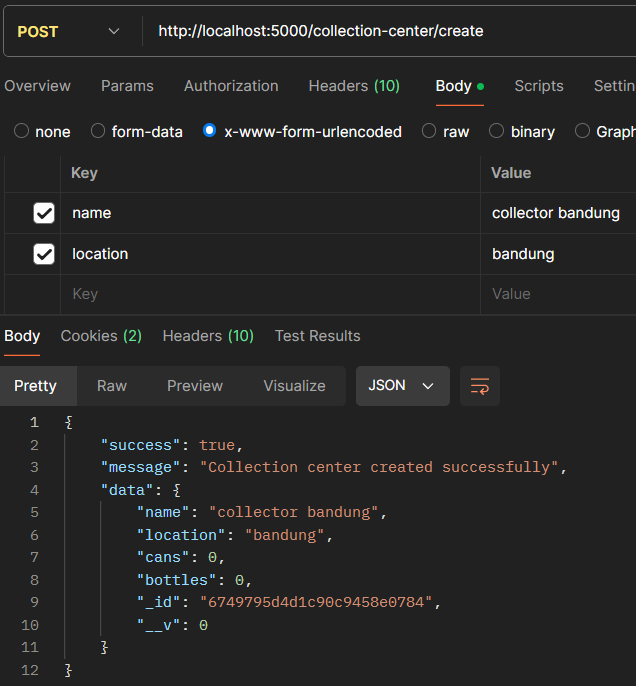 POST http://localhost:5000/collection-center/create
Overview Params Authorization Headers (10) Body Scripts Settin
none form-data x-www-form-urlencoded raw binary Graph
Key Value
name collector bandung
location bandung
Key Value
Body Cookies (2) Headers (10) Test Results
Pretty Raw Preview Visualize JSON
1 {
2 "success": true,
3 "message": "Collection center created successfully",
4 "data": {
5 "name": "collector bandung",
6 "location": "bandung",
7 "cans": 0,
8 "bottles": 0,
9 "_id": "6749795d4d1c90c9458e0784",
10 "__v": 0
11 }
12 }